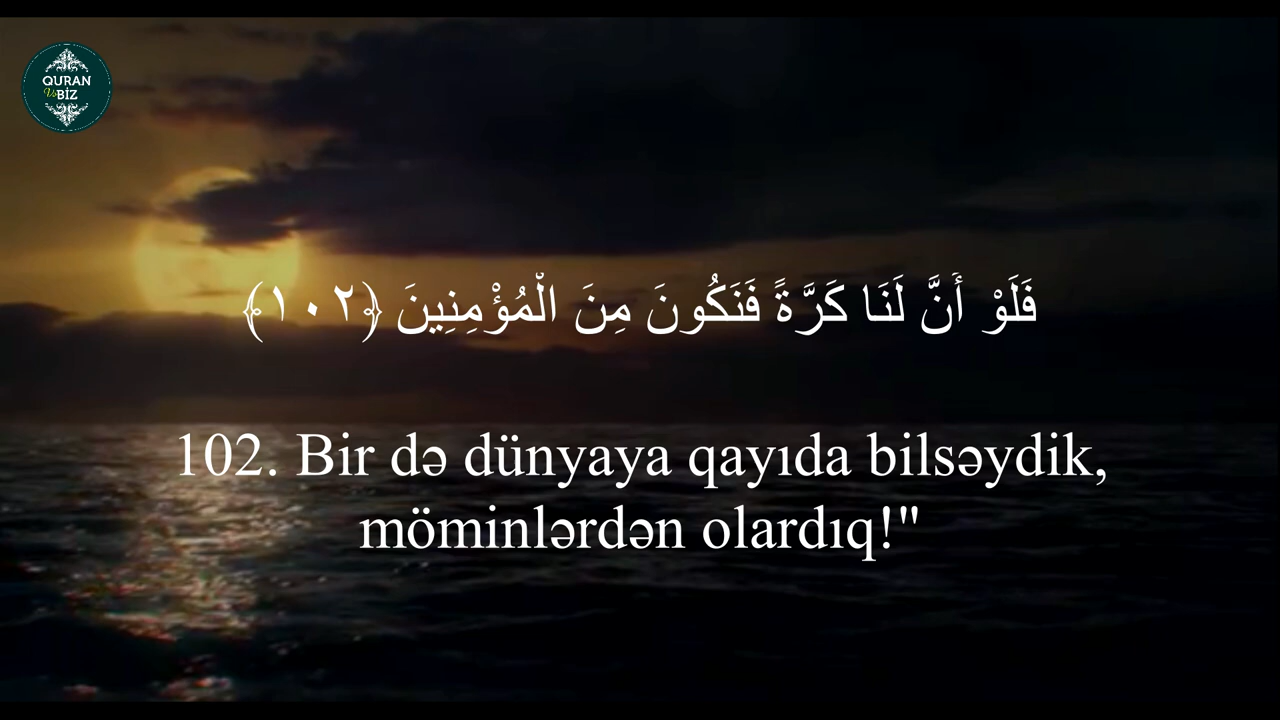 QURAN
Və BİZ
فَلَوْ أَنَّ لَنَا كَرَّةً فَنَكُونَ مِنَ الْمُؤْمِنِينَ ﴿١٠٢﴾
102. Bir də dünyaya qayıda bilsəydik,
möminlərdən olardıq!"